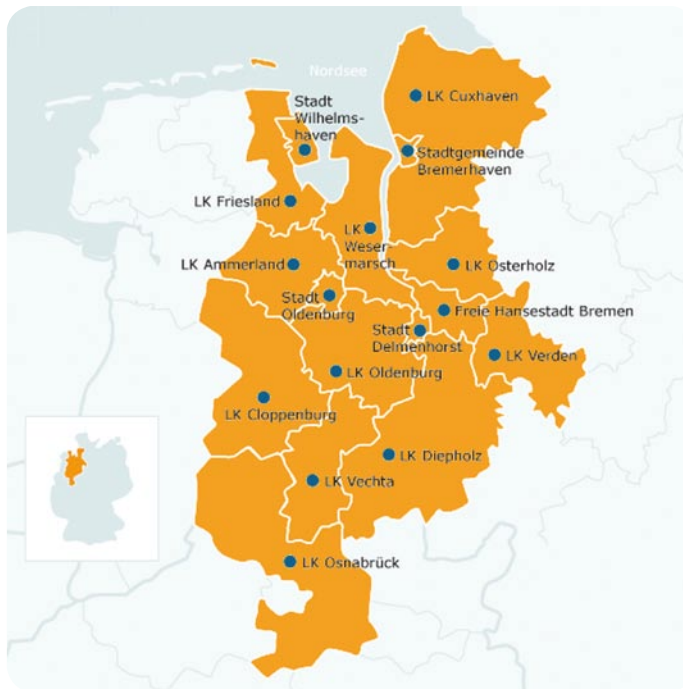 Nordsee
LK Cuxhaven
Stadt
Wilhelms-
haven
Stadtgemeinde
Bremerhaven
LK Friesland
LK
Weser-
marsch
LK Ammerland
LK Osterholz
Stadt
Oldenburg
Freie Hansestadt Bremen
Stadt
Delmenhorst
LK Verden
LK Oldenburg
LK Cloppenburg
LK Diepholz
LK Vechta
LK Osnabrück